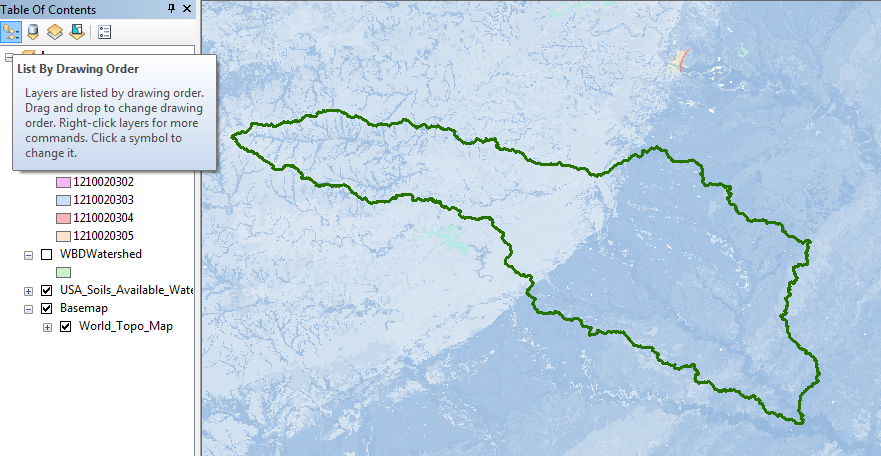 Table Of Contents
List By Drawing Order
Layers are listed by drawing order.
Drag and drop to change drawing
order. Right-click layers for more
commands. Click a symbol to
change it.
1210020302
1210020303
1210020304
1210020305
WBDWatershed
USA_Soils_Available_Wate
Basemap
World_Topo_Map